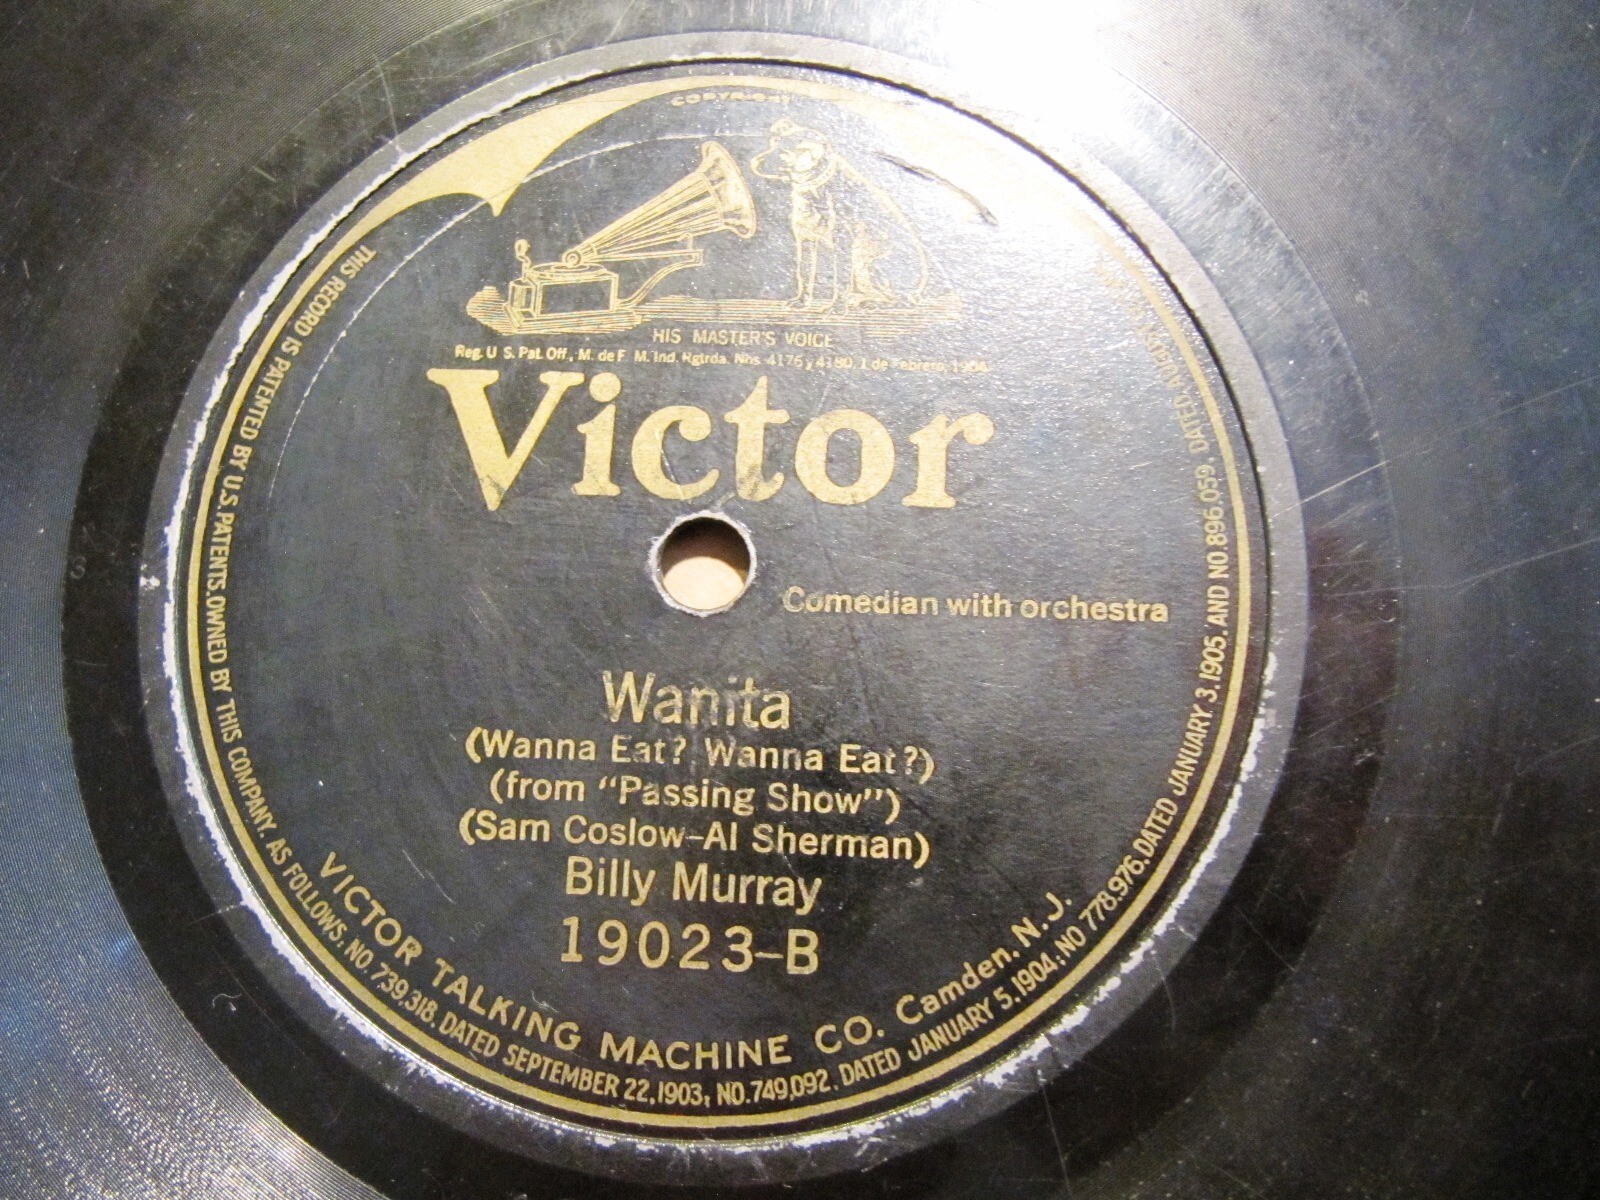 COPYRIGHT
HIS MASTER'S VOICE
Reg. U. S. Pat. Off., M. de F. M. Ind. Rgtrda. Nos. 4176 y 4180, 1 de Febrero, 1906
Victor
Comedian with orchestra
Wanita
(Wanna Eat? Wanna Eat?)
(from “Passing Show”)
(Sam Coslow-Al Sherman)
Billy Murray
19023-B
VICTOR TALKING MACHINE CO. Camden, N. J.
THIS RECORD IS PATENTED BY U.S. PATENTS. OWNED BY THIS COMPANY. AS FOLLOWS: NO. 739,318. DATED SEPTEMBER 22, 1903; NO. 749,092. DATED JANUARY 5, 1904; NO 778,976. DATED JANUARY 3, 1905. AND NO. 896,059. DATED AUGUST